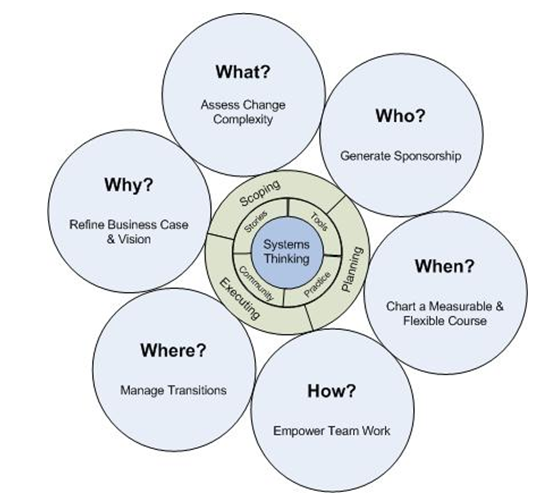 What?
Assess Change
Complexity
Who?
Generate Sponsorship
Why?
Refine Business Case
& Vision
Scoping
Stories
Tools
Systems
Thinking
Planning
When?
Chart a Measurable &
Flexible Course
Community
Practice
Executing
Where?
Manage Transitions
How?
Empower Team Work